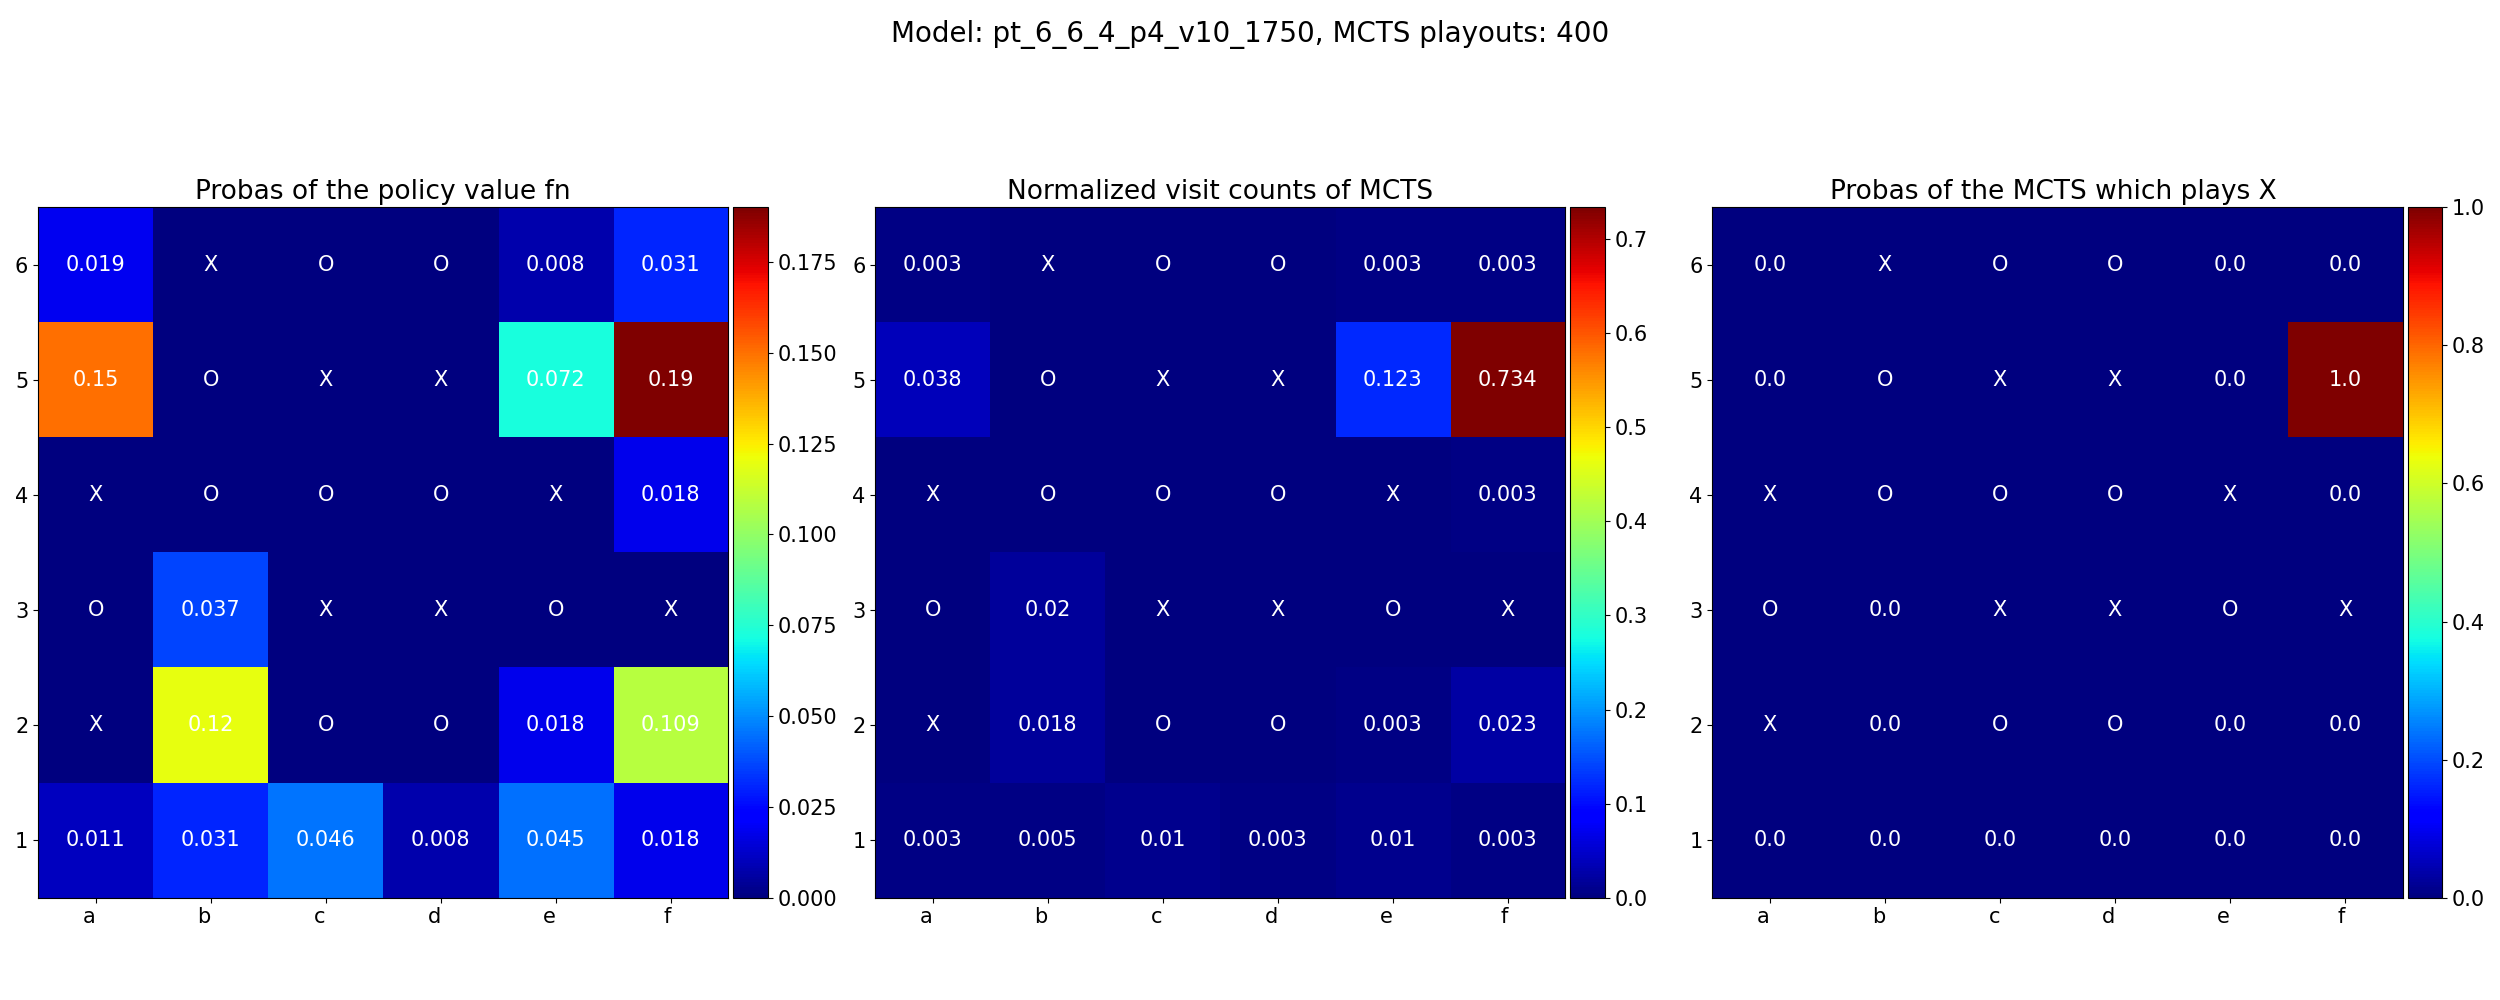 Model: pt_6_6_4_p4_v10_1750, MCTS playouts: 400
Probas of the policy value fn
6 0.019 X O O 0.008 0.031
5 0.15 O X X 0.072 0.19
4 X O O O X 0.018
3 O 0.037 X X O X
2 X 0.12 O O 0.018 0.109
1 0.011 0.031 0.046 0.008 0.045 0.018
a b c d e f
0.175
0.150
0.125
0.100
0.075
0.050
0.025
0.000
Normalized visit counts of MCTS
6 0.003 X O O 0.003 0.003
5 0.038 O X X 0.123 0.734
4 X O O O X 0.003
3 O 0.02 X X O X
2 X 0.018 O O 0.003 0.023
1 0.003 0.005 0.01 0.003 0.01 0.003
a b c d e f
0.7
0.6
0.5
0.4
0.3
0.2
0.1
0.0
Probas of the MCTS which plays X
6 0.0 X O O 0.0 0.0
5 0.0 O X X 0.0 1.0
4 X O O O X 0.0
3 O 0.0 X X O X
2 X 0.0 O O 0.0 0.0
1 0.0 0.0 0.0 0.0 0.0 0.0
a b c d e f
1.0
0.8
0.6
0.4
0.2
0.0